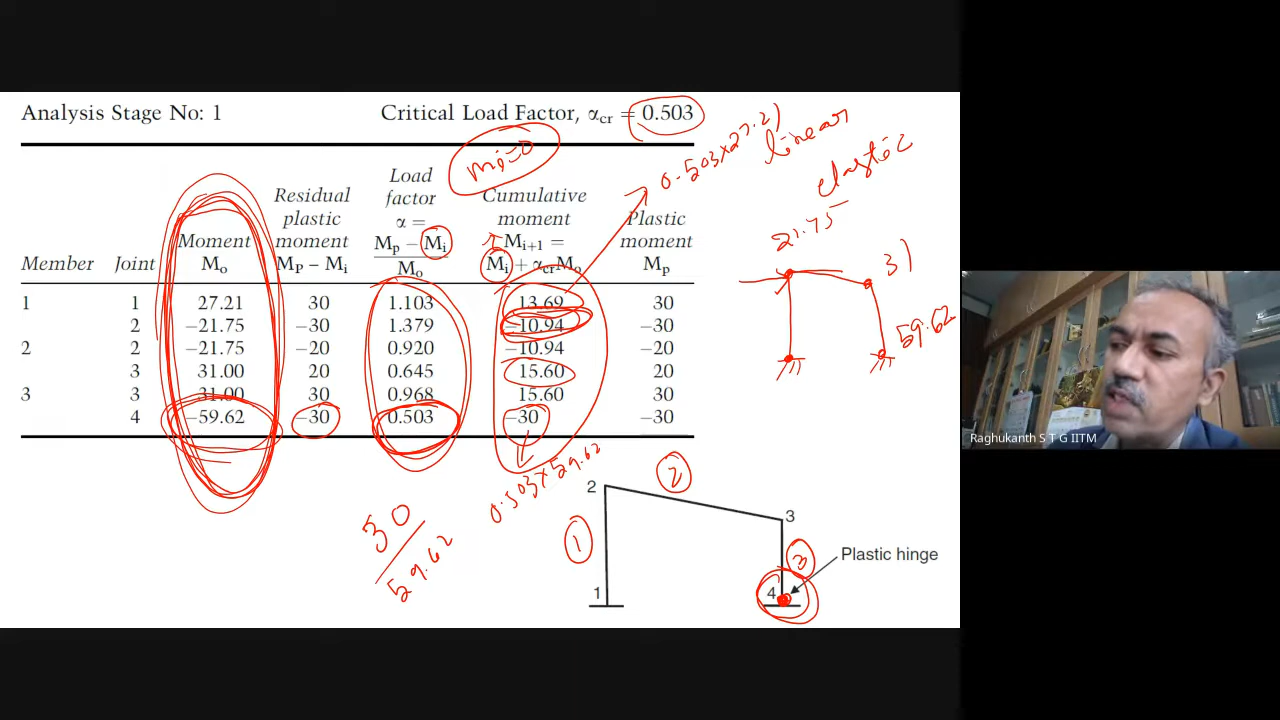 Analysis Stage No: 1 Critical Load Factor, αcr = 0.503
mi=0
0.503×27.21
linear
elastic
Member Joint Moment Mo Residual plastic moment MP − Mi Load factor α = Mp − Mi / Mo Cumulative moment Mi+1 = Mi + αcrMo Plastic moment Mp
1 1 27.21 30 1.103 13.69 30
2 −21.75 −30 1.379 −10.94 −30
2 2 −21.75 −20 0.920 −10.94 −20
3 31.00 20 0.645 15.60 20
3 3 31.00 30 0.968 15.60 30
4 −59.62 −30 0.503 −30 −30
21.75
31
59.62
0.503×59.62
30
59.62
2
2
3
1
3
Plastic hinge
1
4
Raghukanth S T G IITM